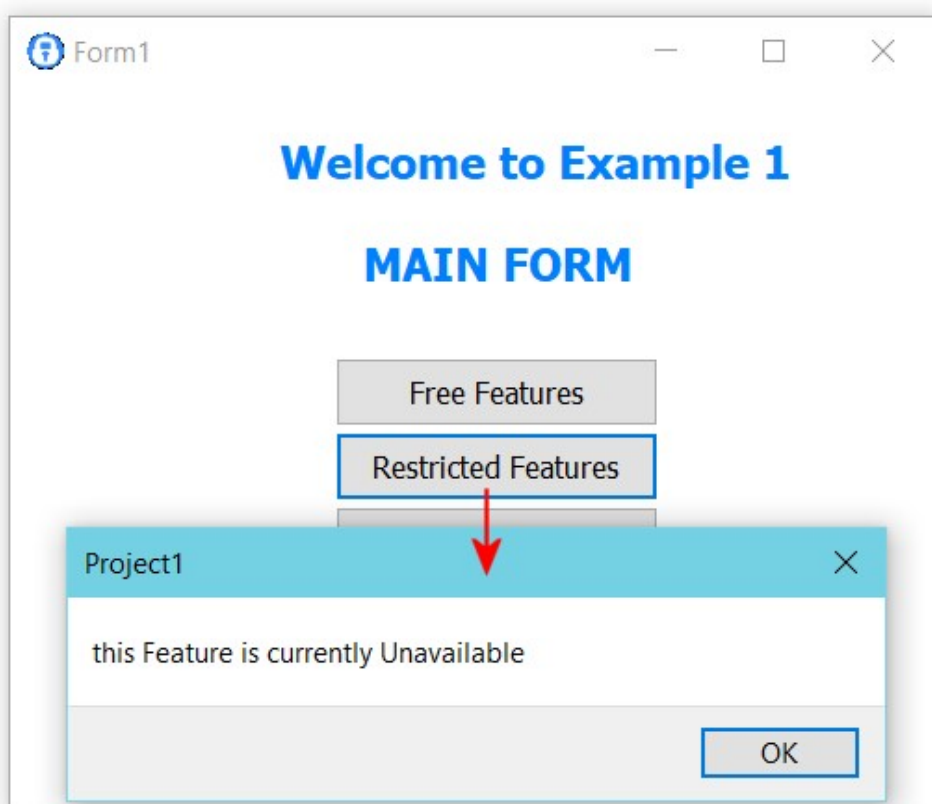 Form1
Welcome to Example 1
MAIN FORM
Free Features
Restricted Features
Project1
this Feature is currently Unavailable
OK